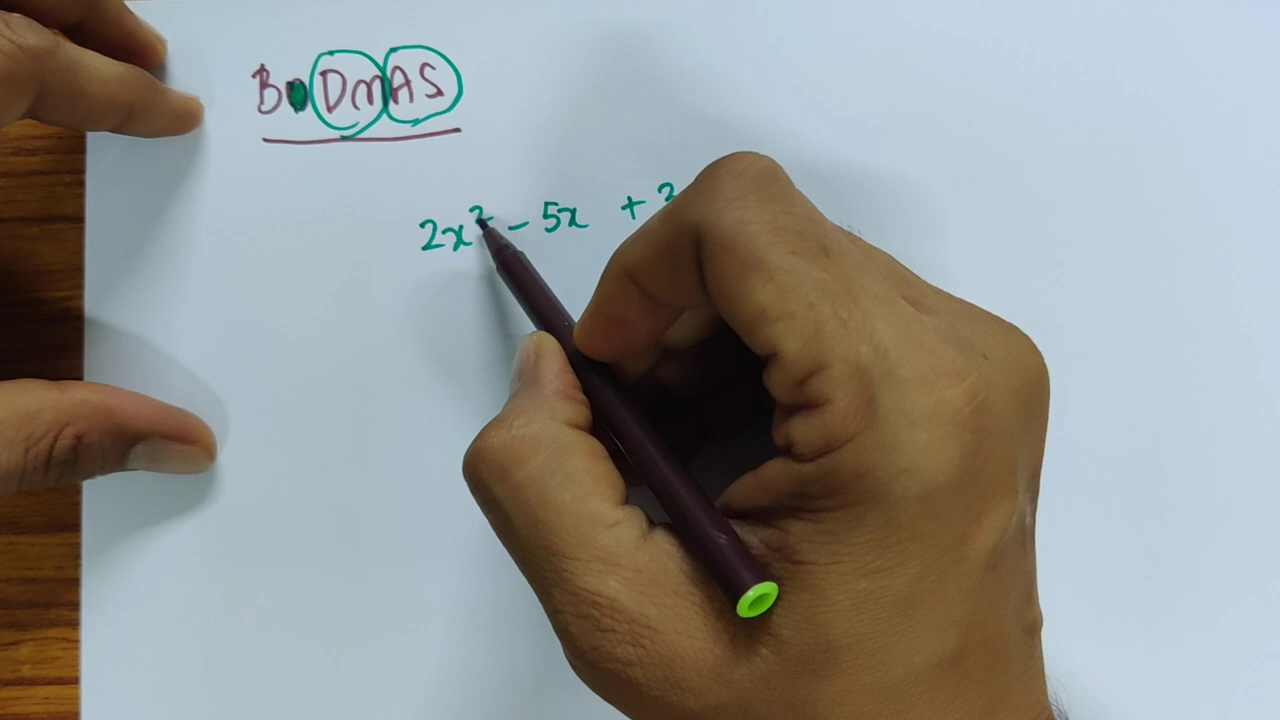 BODMAS
2x² - 5x +